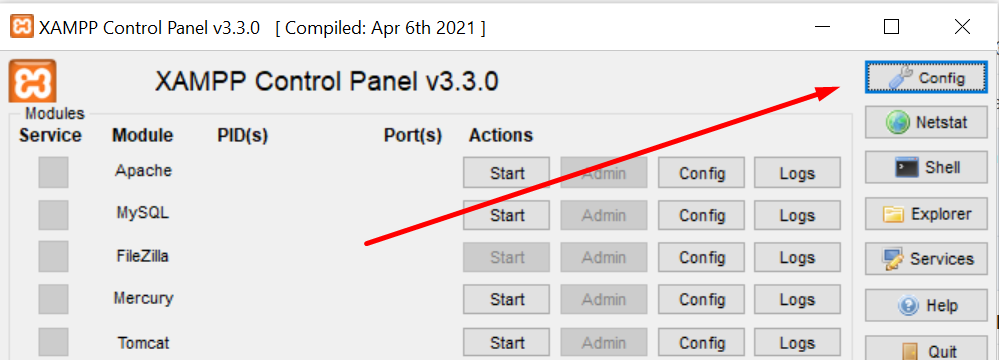 XAMPP Control Panel v3.3.0 [ Compiled: Apr 6th 2021 ]
XAMPP Control Panel v3.3.0
Config
Modules
Service Module PID(s) Port(s) Actions
Netstat
Apache Start Admin Config Logs
Shell
MySQL Start Admin Config Logs
Explorer
FileZilla Start Admin Config Logs
Services
Mercury Start Admin Config Logs
Help
Tomcat Start Admin Config Logs
Quit